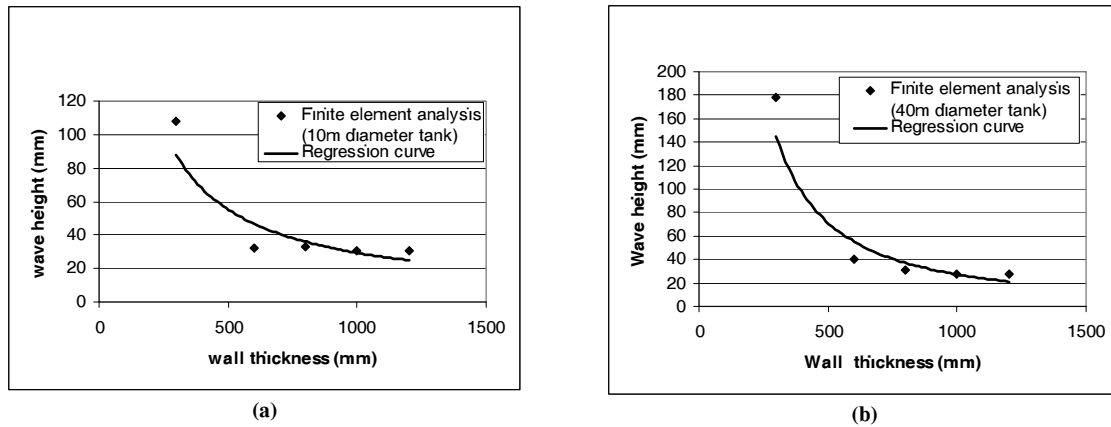 120
100
80
60
40
20
0
wave height (mm)
Finite element analysis
(10m diameter tank)
Regression curve
0 500 1000 1500
wall thickness (mm)
(a)
200
180
160
140
120
100
80
60
40
20
0
Wave height (mm)
Finite element analysis
(40m diameter tank)
Regression curve
0 500 1000 1500
Wall thickness (mm)
(b)